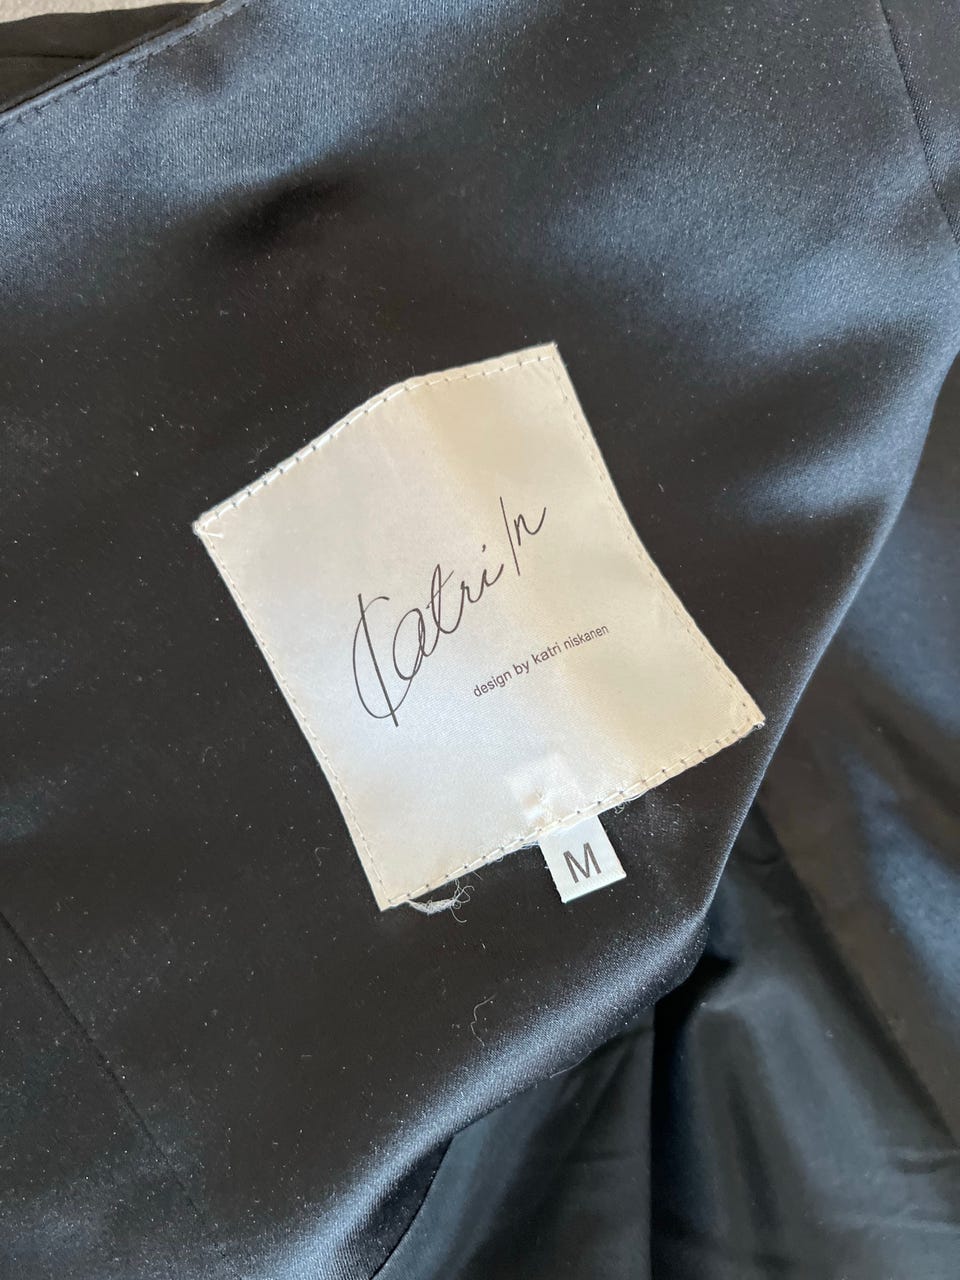 Katri/n
design by katri niskanen
M